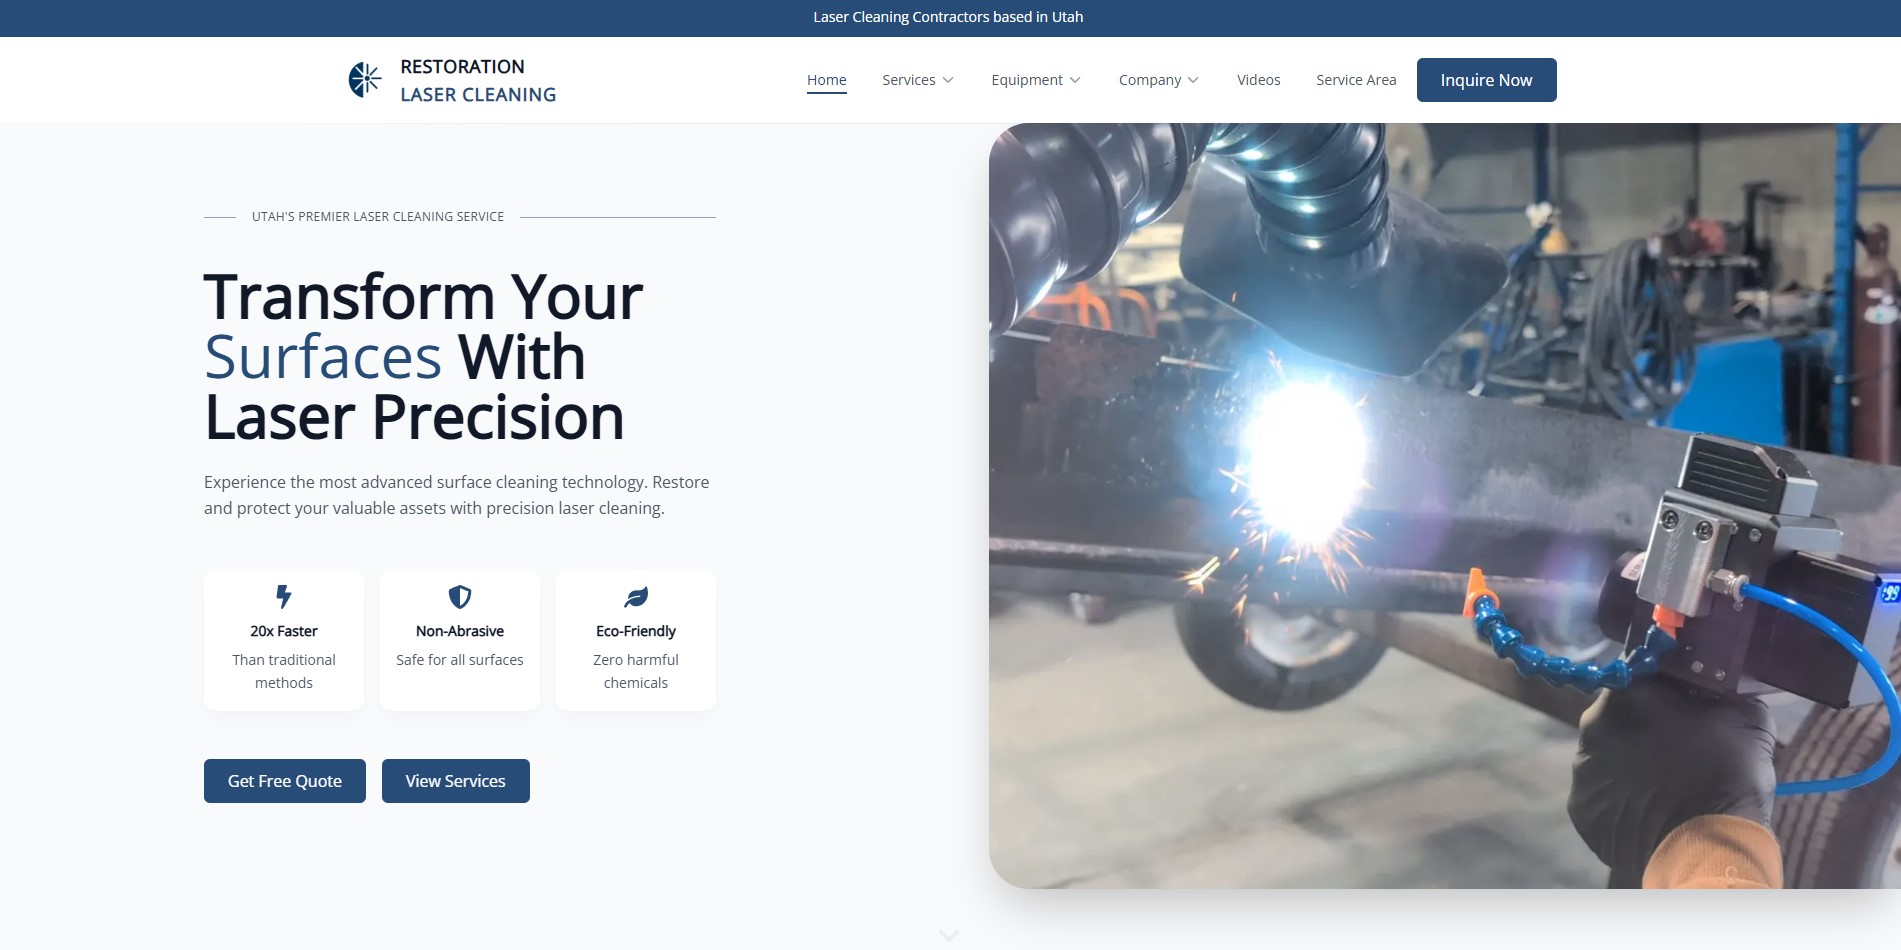 Laser Cleaning Contractors based in Utah
RESTORATION
LASER CLEANING
Home
Services
Equipment
Company
Videos
Service Area
Inquire Now
UTAH'S PREMIER LASER CLEANING SERVICE
Transform Your
Surfaces With
Laser Precision
Experience the most advanced surface cleaning technology. Restore
and protect your valuable assets with precision laser cleaning.
20x Faster
Than traditional
methods
Non-Abrasive
Safe for all surfaces
Eco-Friendly
Zero harmful
chemicals
Get Free Quote
View Services